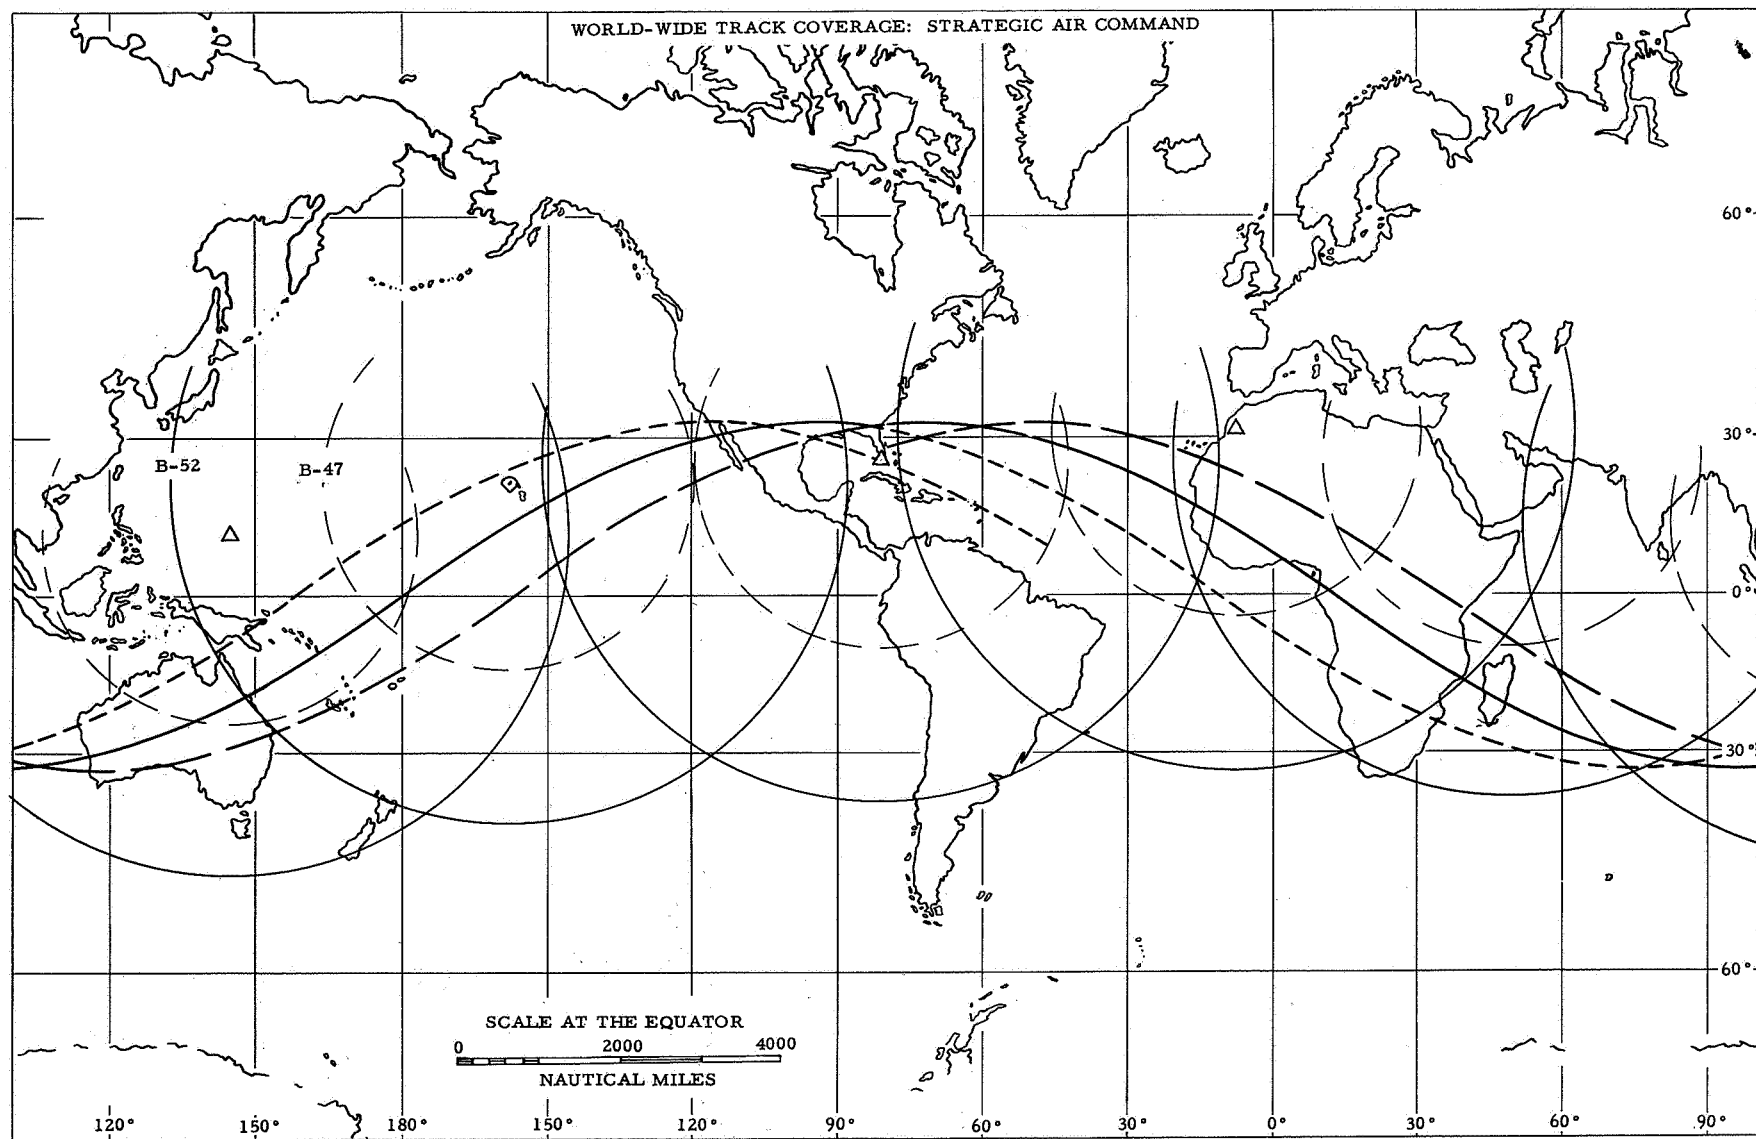 WORLD-WIDE TRACK COVERAGE: STRATEGIC AIR COMMAND
60°
30°
B-52
B-47
0°
30°
60°
SCALE AT THE EQUATOR
0 2000 4000
NAUTICAL MILES
120° 150° 180° 150° 120° 90° 60° 30° 0° 30° 60° 90°